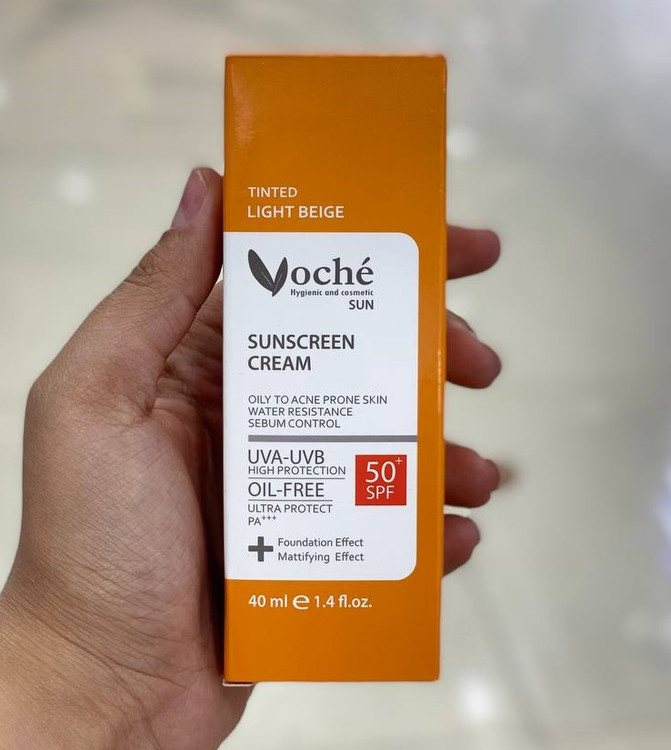 TINTED
LIGHT BEIGE
Voché
Hygienic and cosmetic
SUN
SUNSCREEN
CREAM
OILY TO ACNE PRONE SKIN
WATER RESISTANCE
SEBUM CONTROL
UVA-UVB
HIGH PROTECTION
OIL-FREE
ULTRA PROTECT
PA+++
50+
SPF
+ Foundation Effect
Mattifying Effect
40 ml ℮ 1.4 fl.oz.